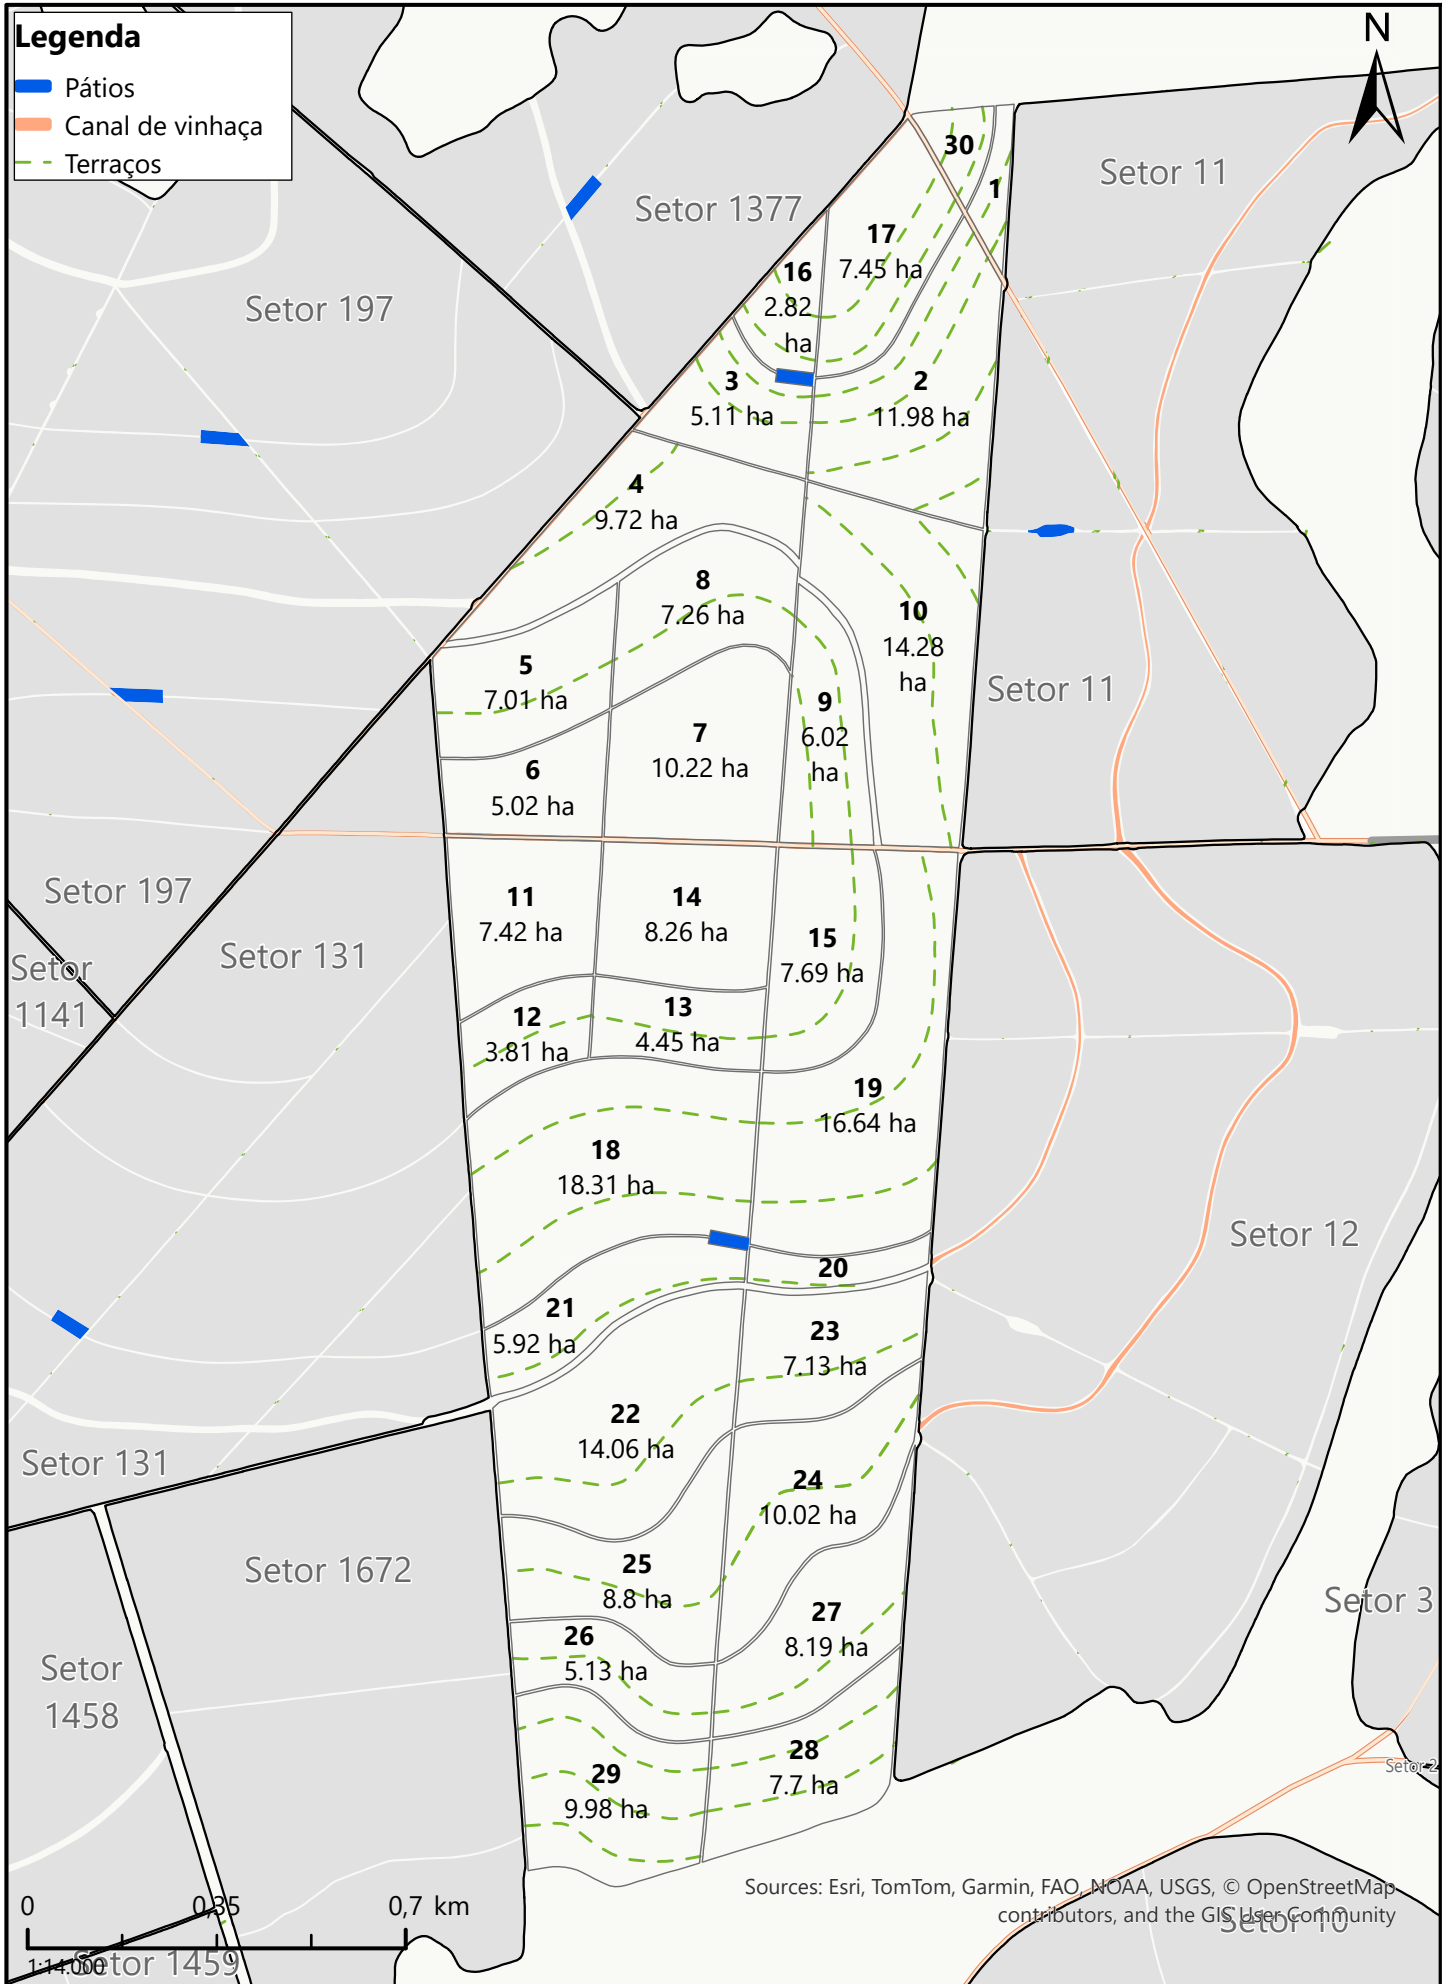 Legenda
Pátios
Canal de vinhaça
Terraços
N
30
1
Setor 11
Setor 1377
17
7.45 ha
16
2.82
ha
Setor 197
3
5.11 ha
2
11.98 ha
4
9.72 ha
8
7.26 ha
10
14.28
ha
5
7.01 ha
Setor 11
9
6.02
ha
7
10.22 ha
6
5.02 ha
Setor 197
11
7.42 ha
14
8.26 ha
15
7.69 ha
Setor 131
Setor
1141
12
3.81 ha
13
4.45 ha
19
16.64 ha
18
18.31 ha
Setor 12
20
21
5.92 ha
23
7.13 ha
22
14.06 ha
Setor 131
24
10.02 ha
Setor 1672
25
8.8 ha
Setor 3
27
8.19 ha
26
5.13 ha
Setor
1458
28
7.7 ha
Setor 2
29
9.98 ha
Sources: Esri, TomTom, Garmin, FAO, NOAA, USGS, © OpenStreetMap
contributors, and the GIS User Community
Setor 10
0 0,35 0,7 km
1:14.000
Setor 1459